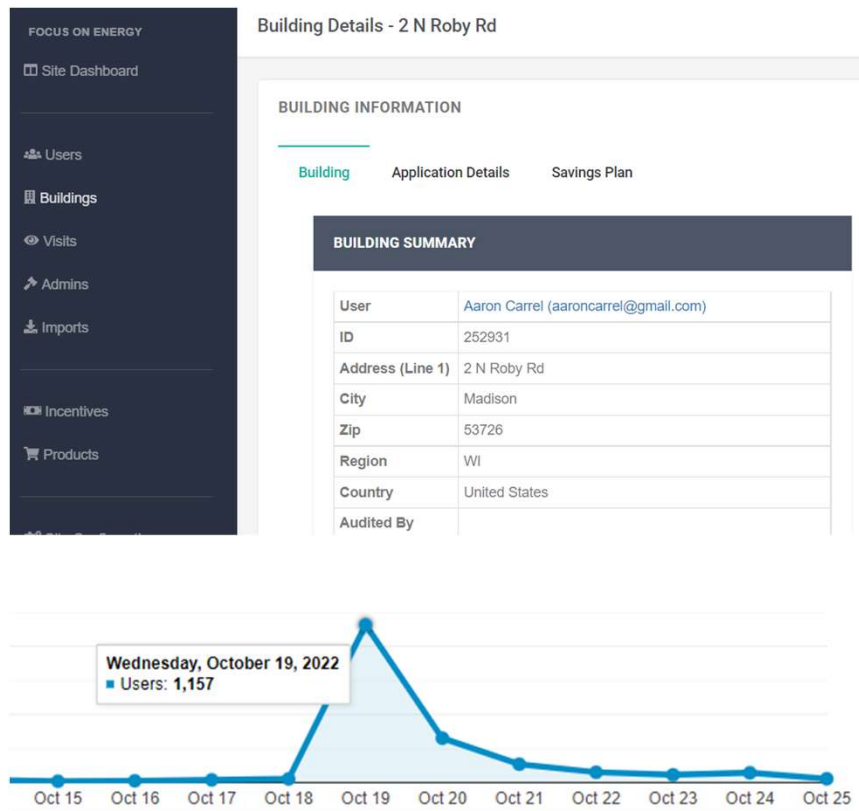 FOCUS ON ENERGY
Site Dashboard
Users
Buildings
Visits
Admins
Imports
Incentives
Products
Building Details - 2 N Roby Rd
BUILDING INFORMATION
Building Application Details Savings Plan
BUILDING SUMMARY
User Aaron Carrel (aaroncarrel@gmail.com)
ID 252931
Address (Line 1) 2 N Roby Rd
City Madison
Zip 53726
Region WI
Country United States
Audited By
Wednesday, October 19, 2022
Users: 1,157
Oct 15 Oct 16 Oct 17 Oct 18 Oct 19 Oct 20 Oct 21 Oct 22 Oct 23 Oct 24 Oct 25